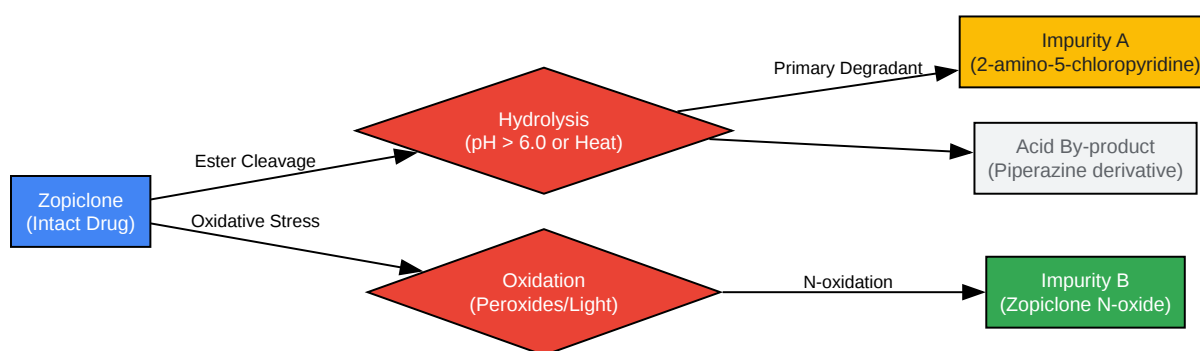 Zopiclone
(Intact Drug)
Ester Cleavage
Oxidative Stress
Hydrolysis
(pH > 6.0 or Heat)
Oxidation
(Peroxides/Light)
Primary Degradant
N-oxidation
Impurity A
(2-amino-5-chloropyridine)
Acid By-product
(Piperazine derivative)
Impurity B
(Zopiclone N-oxide)